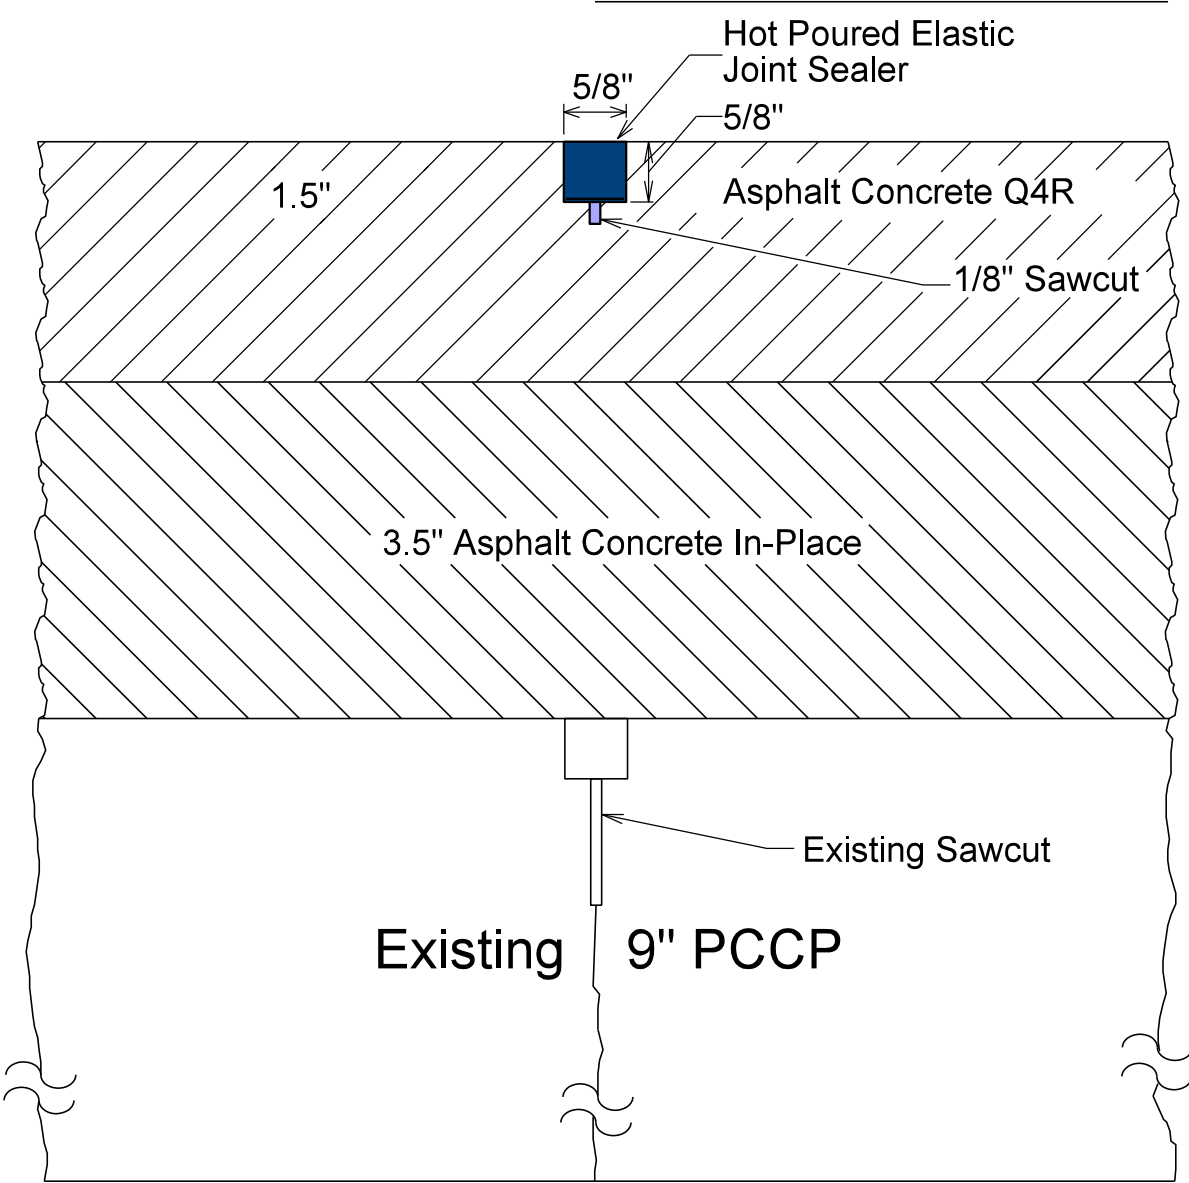 Hot Poured Elastic
Joint Sealer
5/8"
5/8"
1.5"
Asphalt Concrete Q4R
1/8" Sawcut
3.5" Asphalt Concrete In-Place
Existing Sawcut
Existing 9" PCCP